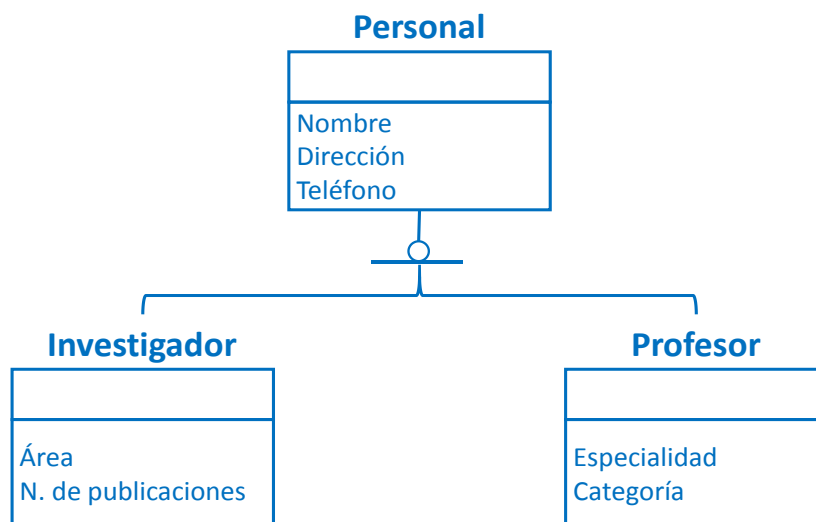 Personal
Nombre
Dirección
Teléfono
Investigador
Profesor
Área
N. de publicaciones
Especialidad
Categoría